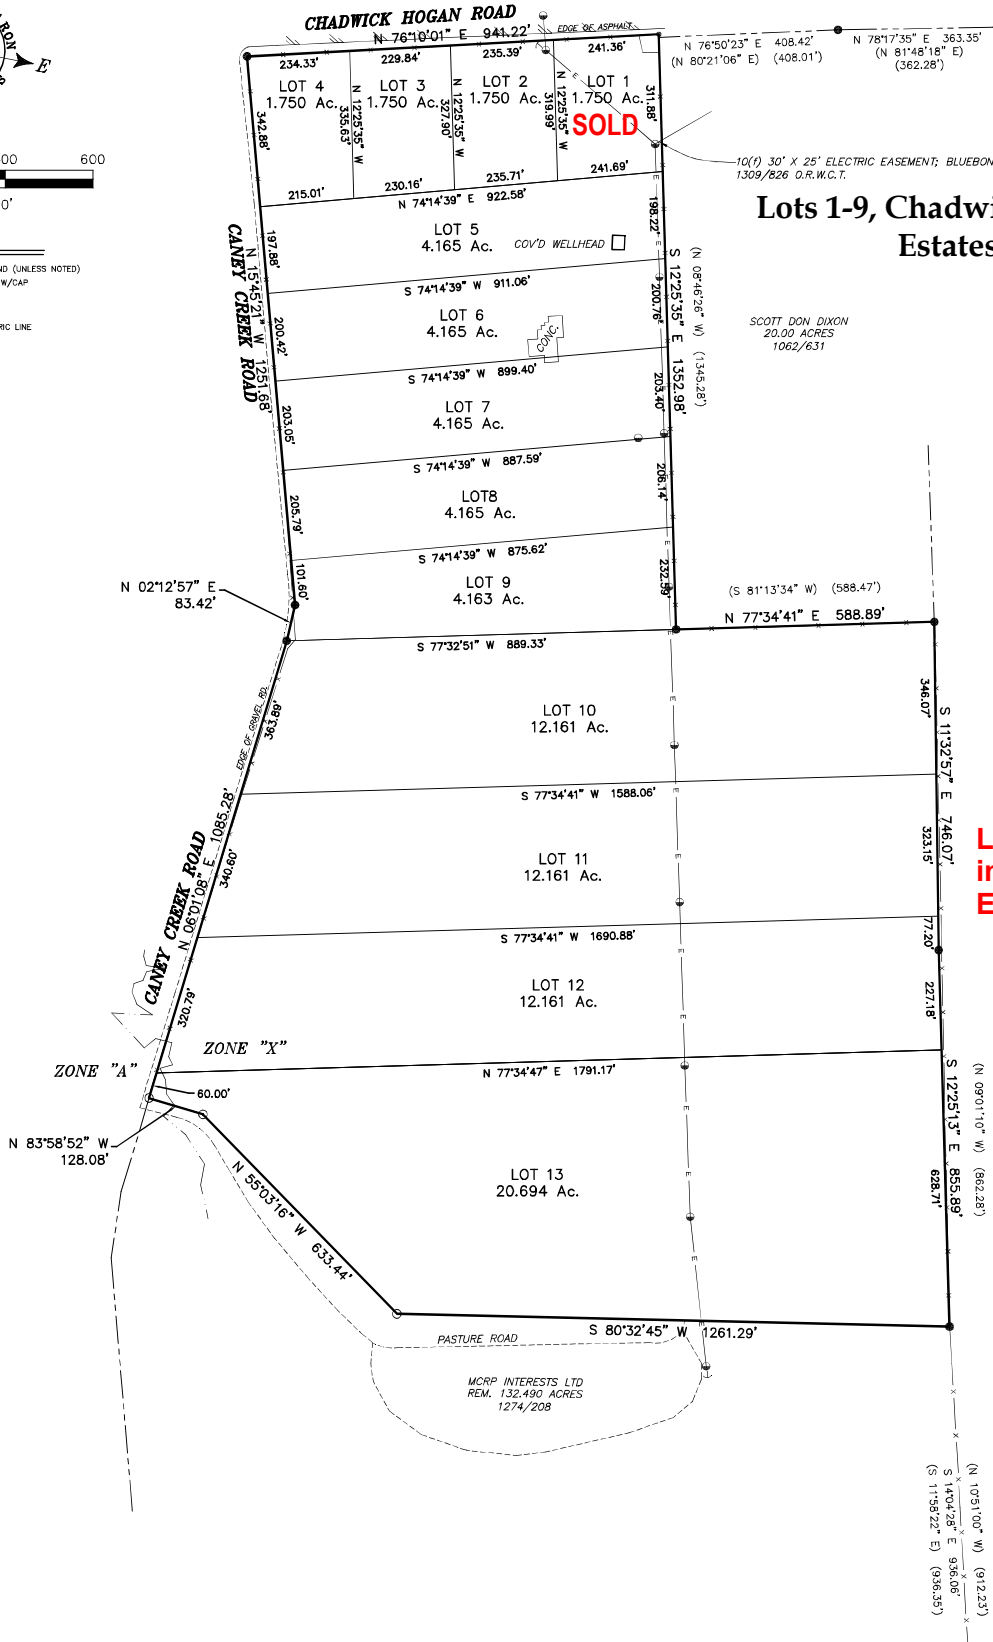 CHADWICK HOGAN ROAD
N 76°10'01" E 941.22'
EDGE OF ASPHALT
234.33'
229.84'
235.39'
241.36'
N 76°50'23" E 408.42'
(N 80°21'06" E) (408.01')
N 78°17'35" E 363.35'
(N 81°48'18" E)
(362.28')
E
600
LOT 4
1.750 Ac.
LOT 3
1.750 Ac.
LOT 2
1.750 Ac.
LOT 1
1.750 Ac.
SOLD
342.88'
N 12°25'35" W
335.63'
N 12°25'35" W
327.90'
N 12°25'35" W
319.99'
311.88'
215.01'
230.16'
235.71'
241.69'
N 74°14'39" E 922.58'
10(f) 30' X 25' ELECTRIC EASEMENT; BLUEBON
1309/826 O.R.W.C.T.
Lots 1-9, Chadwi
Estates
ND (UNLESS NOTED)
W/CAP
RIC LINE
CANEY CREEK ROAD
N 15°45'21" W 1251.68'
CANEY CREEK ROAD
197.88'
LOT 5
4.165 Ac.
COV'D WELLHEAD
198.22'
S 12°25'35" E 1352.98'
(N 08°46'26" W) (1345.28')
S 74°14'39" W 911.06'
200.42'
LOT 6
4.165 Ac.
CONC.
200.76'
SCOTT DON DIXON
20.00 ACRES
1062/631
S 74°14'39" W 899.40'
203.05'
LOT 7
4.165 Ac.
203.40'
S 74°14'39" W 887.59'
205.79'
LOT8
4.165 Ac.
206.14'
S 74°14'39" W 875.62'
101.60'
LOT 9
4.163 Ac.
232.59'
N 02°12'57" E
83.42'
(S 81°13'34" W) (588.47')
N 77°34'41" E 588.89'
S 77°32'51" W 889.33'
EDGE OF GRAVEL RD.
363.89'
LOT 10
12.161 Ac.
346.07'
S 11°32'57" E 746.07'
S 77°34'41" W 1588.06'
CANEY CREEK ROAD
N 06°01'08" E 1085.28'
340.60'
LOT 11
12.161 Ac.
323.15'
L
in
E
S 77°34'41" W 1690.88'
77.20'
320.79'
LOT 12
12.161 Ac.
227.18'
ZONE "X"
ZONE "A"
N 77°34'47" E 1791.17'
60.00'
N 83°58'52" W
128.08'
N 55°03'16" W 633.44'
LOT 13
20.694 Ac.
628.71'
S 12°25'13" E 855.89'
(N 09°01'10" W) (862.28')
S 80°32'45" W 1261.29'
PASTURE ROAD
MCRP INTERESTS LTD
REM. 132.490 ACRES
1274/208
(N 10°51'00" W) (912.23')
S 14°04'28" E 936.06'
(S 11°58'22" E) (936.35')